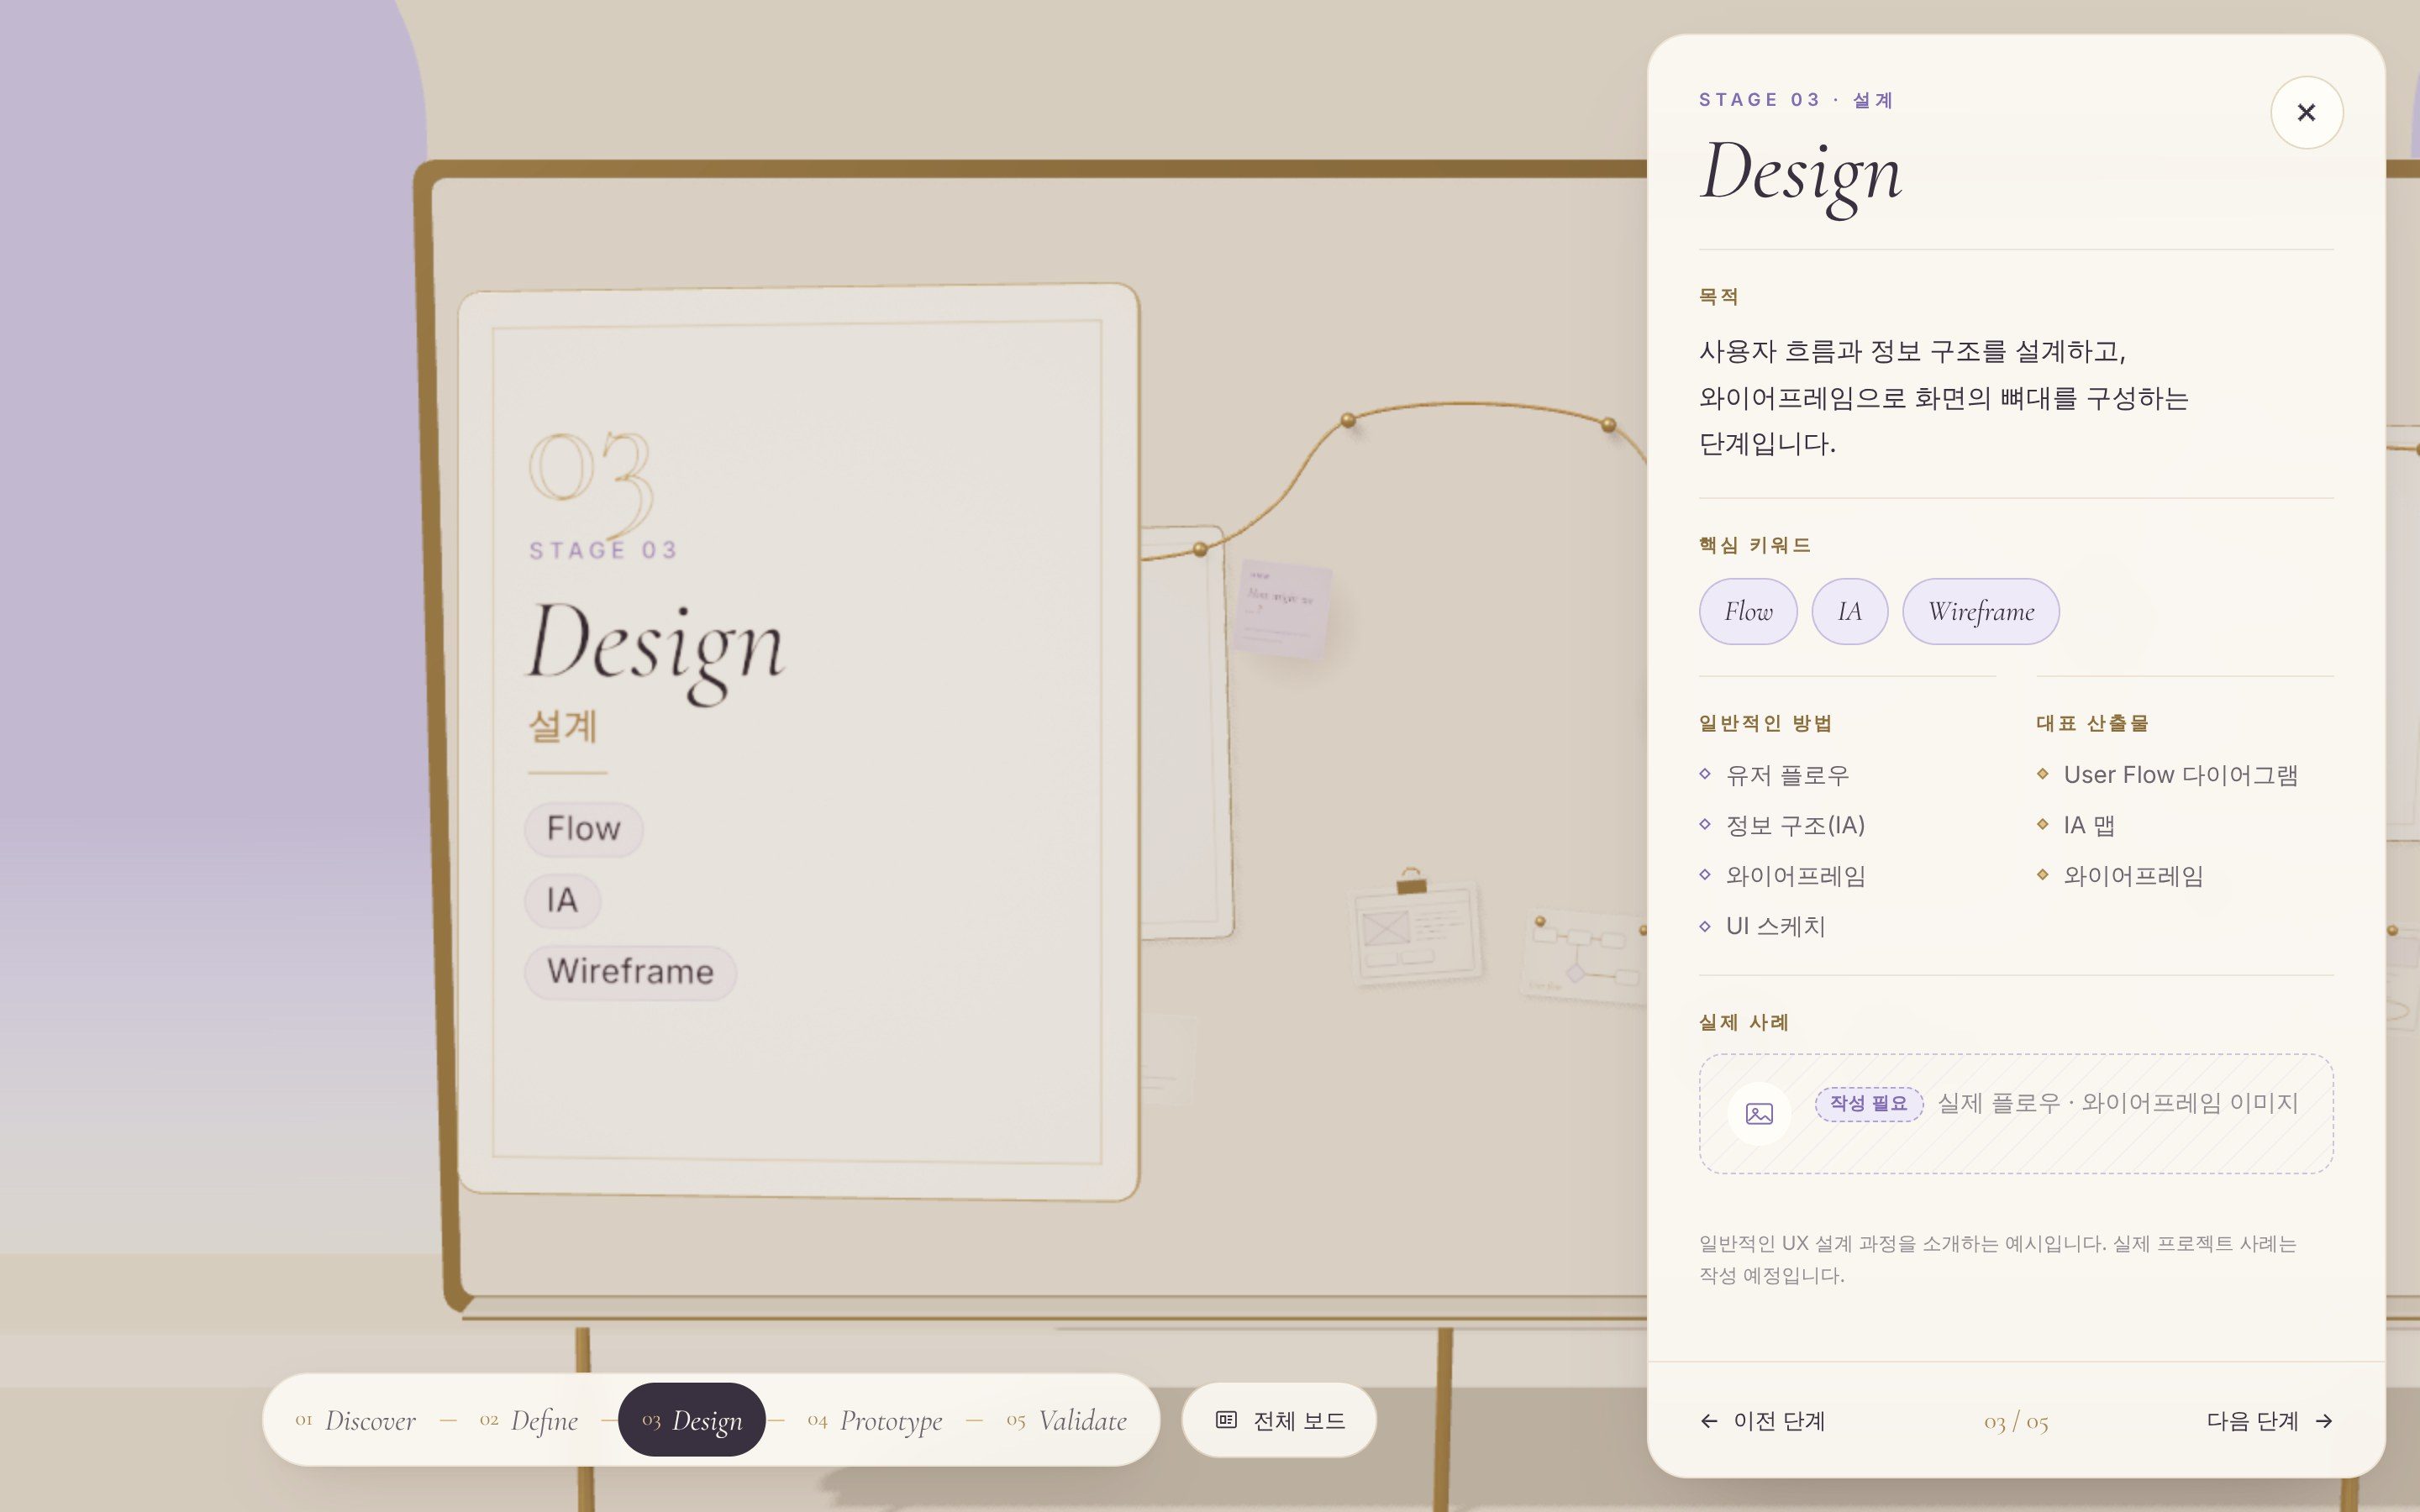 03
STAGE 03
Design
설계
Flow
IA
Wireframe
STAGE 03 · 설계
Design
목적
사용자 흐름과 정보 구조를 설계하고,
와이어프레임으로 화면의 뼈대를 구성하는
단계입니다.
핵심 키워드
Flow IA Wireframe
일반적인 방법
유저 플로우
정보 구조(IA)
와이어프레임
UI 스케치
대표 산출물
User Flow 다이어그램
IA 맵
와이어프레임
실제 사례
작성 필요 실제 플로우 · 와이어프레임 이미지
일반적인 UX 설계 과정을 소개하는 예시입니다. 실제 프로젝트 사례는
작성 예정입니다.
← 이전 단계 03 / 05 다음 단계 →
01 Discover — 02 Define — 03 Design — 04 Prototype — 05 Validate
전체 보드